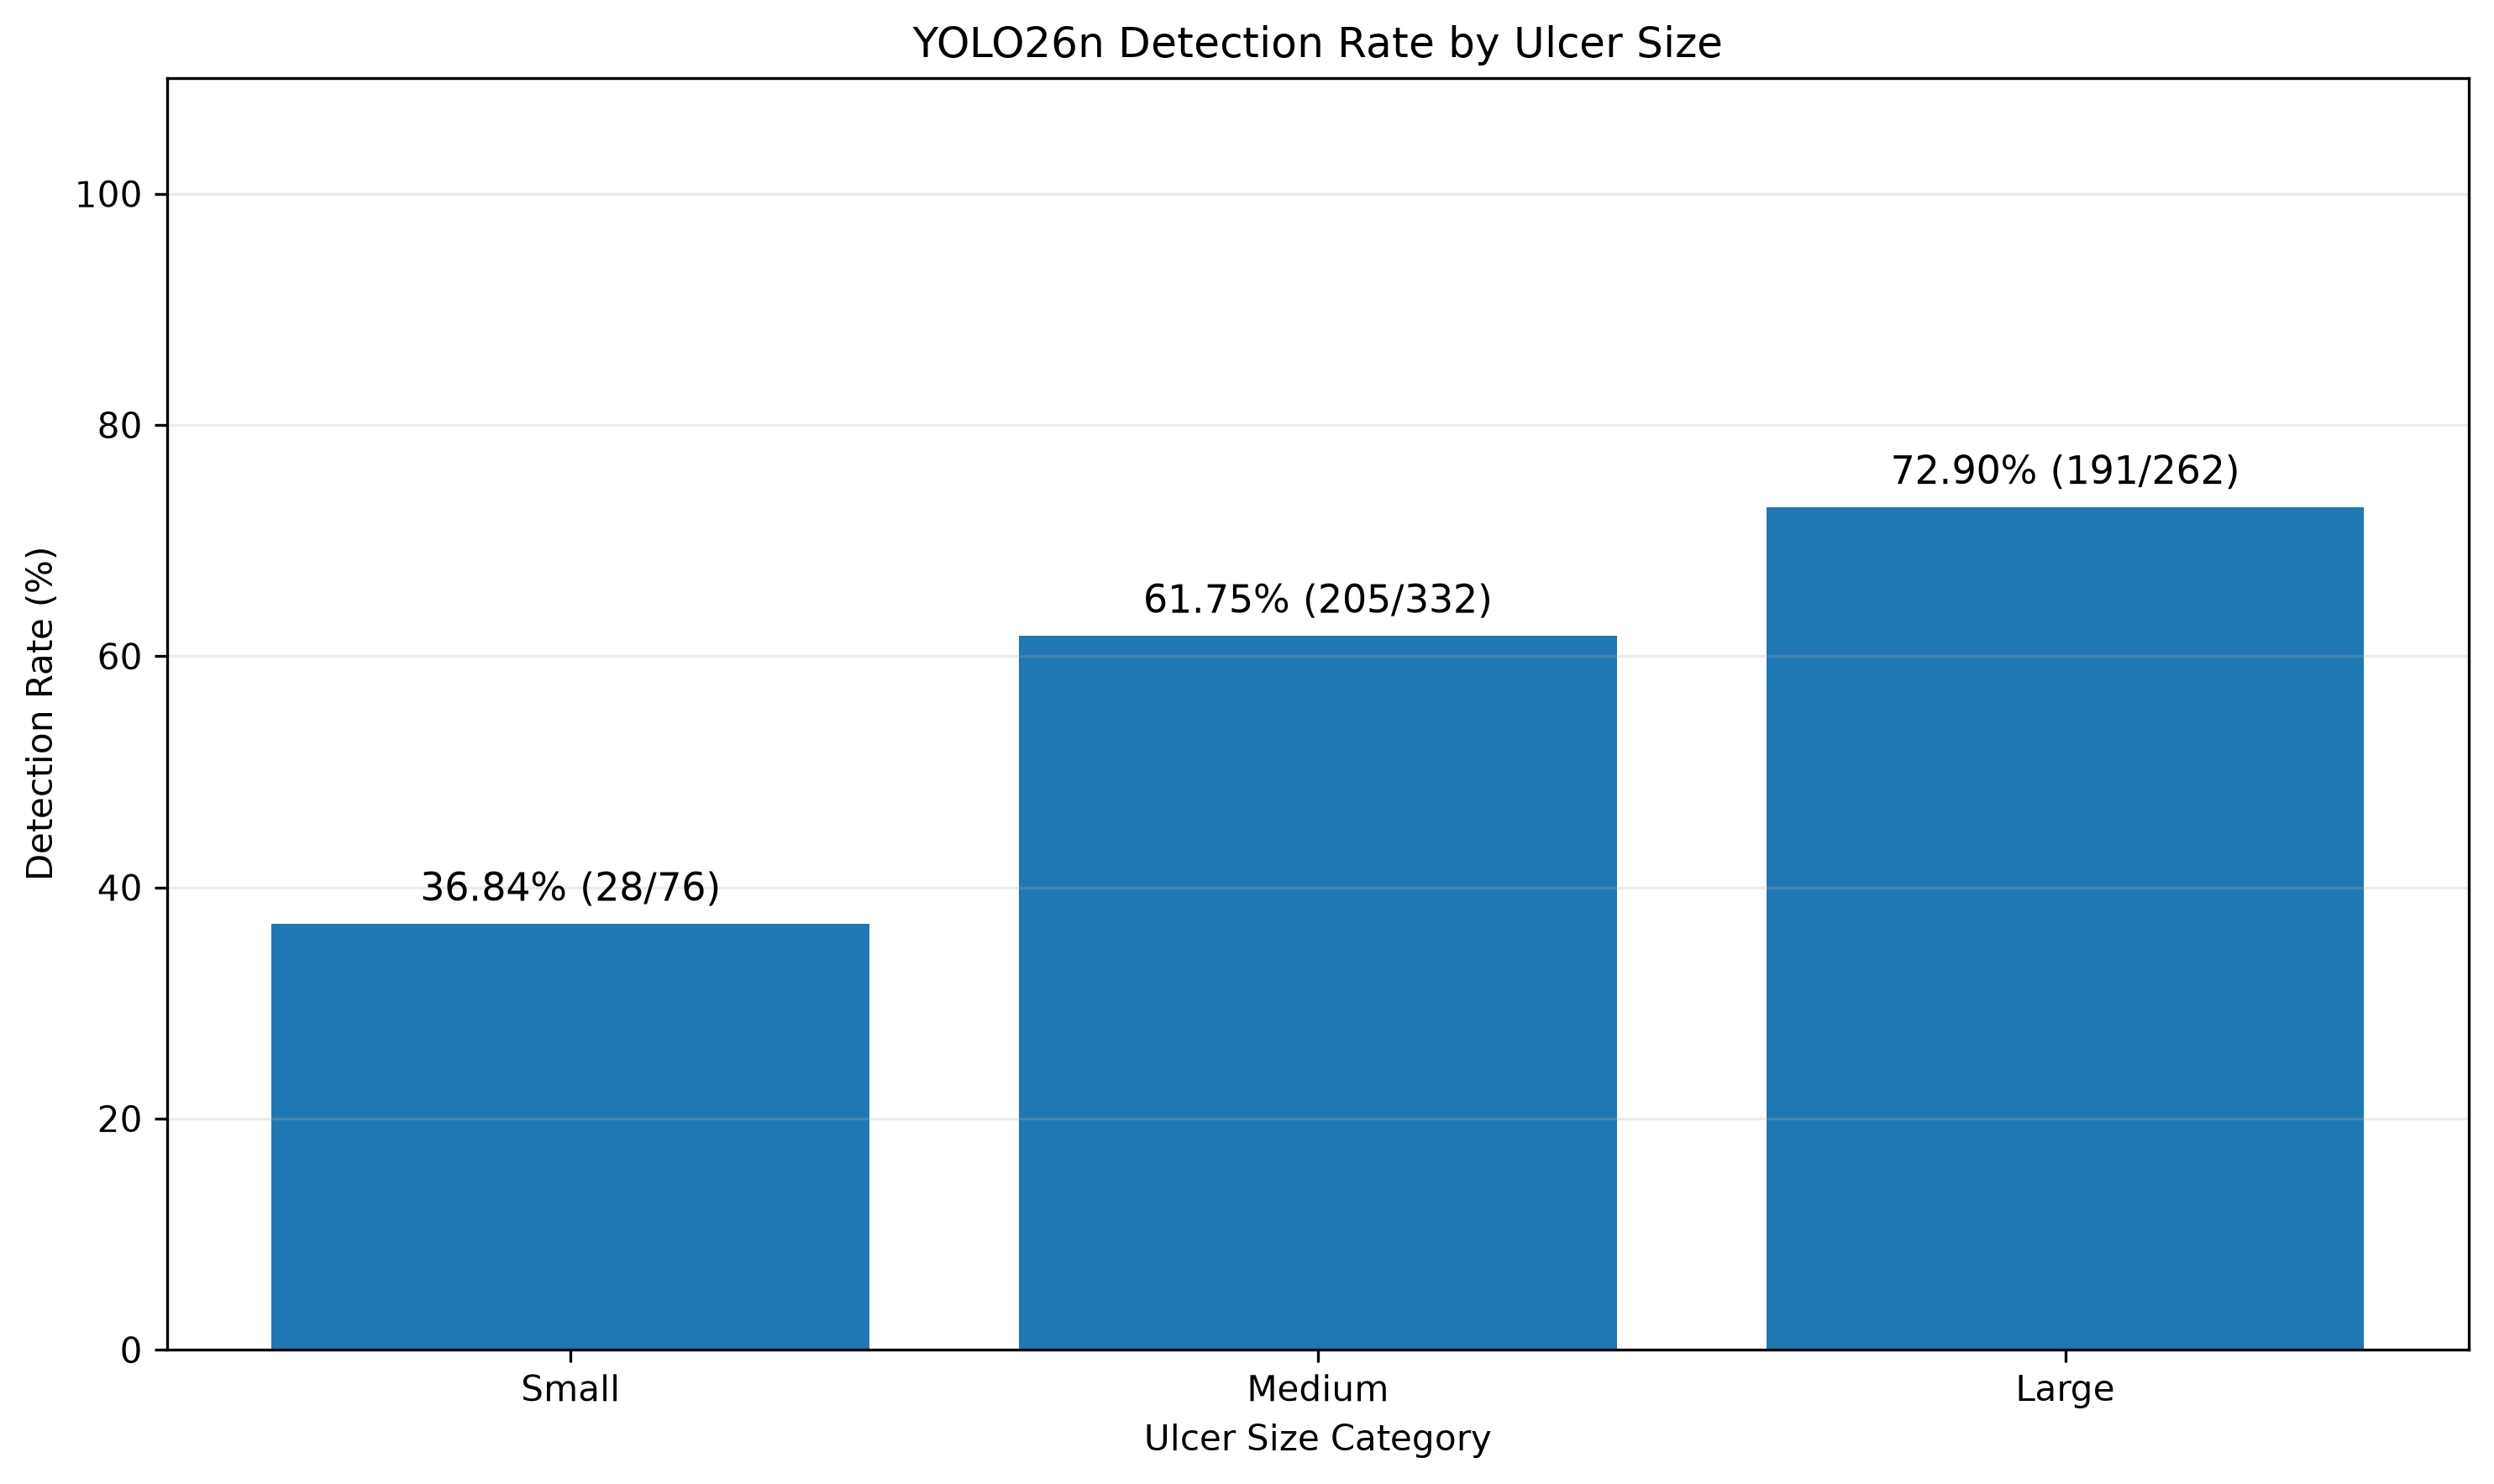 YOLO26n Detection Rate by Ulcer Size
Detection Rate (%)
100
80
60
40
20
0
36.84% (28/76)
61.75% (205/332)
72.90% (191/262)
Small
Medium
Large
Ulcer Size Category